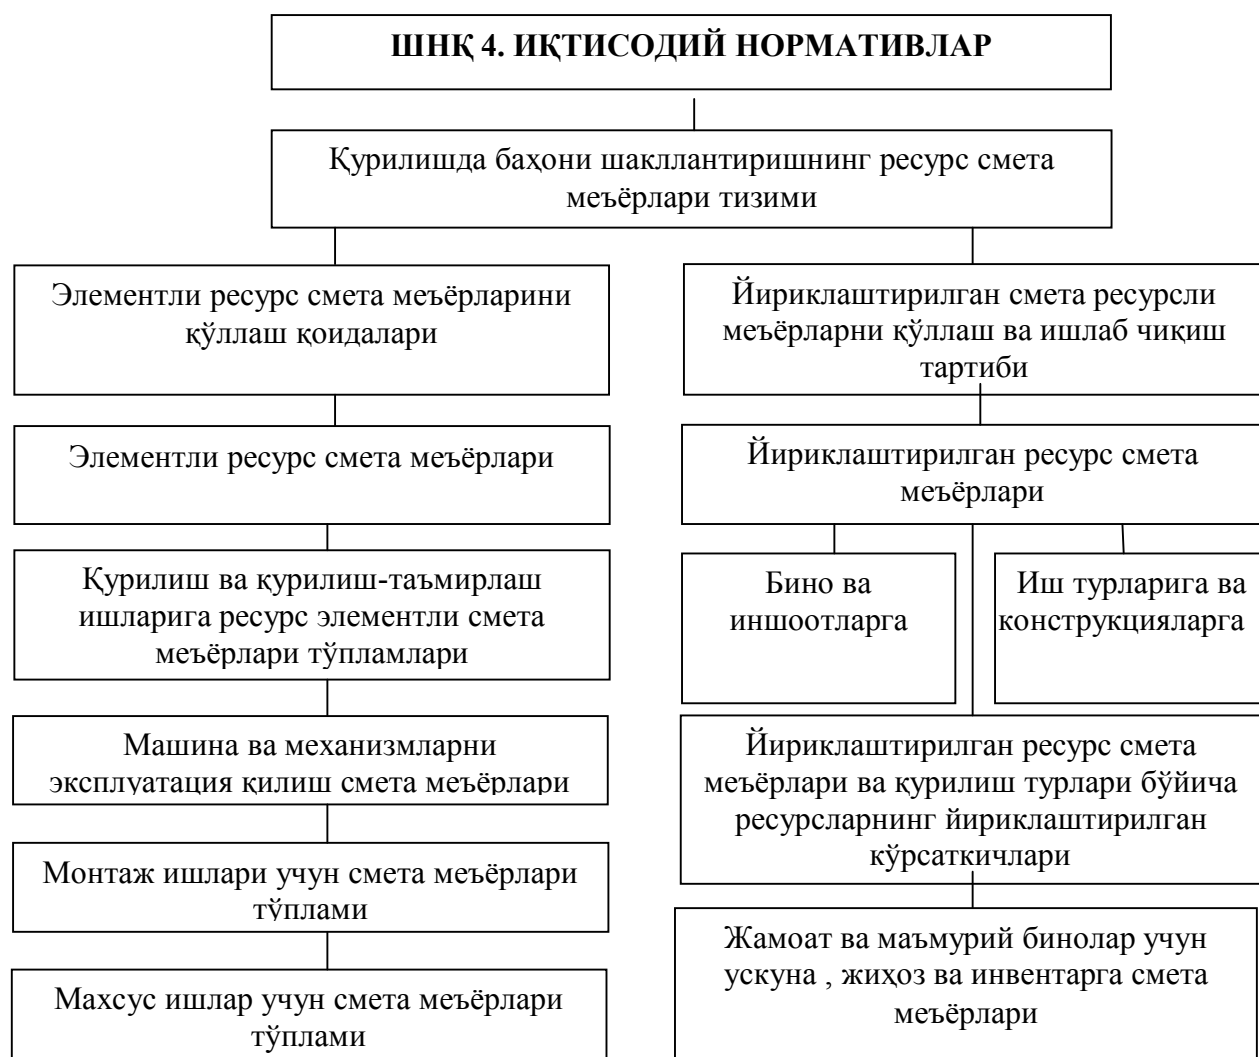 ШНҚ 4. ИҚТИСОДИЙ НОРМАТИВЛАР
Қурилишда баҳони шакллантиришнинг ресурс смета
меъёрлари тизими
Элементли ресурс смета меъёрларини
қўллаш қоидалари
Элементли ресурс смета меъёрлари
Қурилиш ва қурилиш-таъмирлаш
ишларига ресурс элементли смета
меъёрлари тўпламлари
Машина ва механизмларни
эксплуатация қилиш смета меъёрлари
Монтаж ишлари учун смета меъёрлари
тўплами
Махсус ишлар учун смета меъёрлари
тўплами
Йириклаштирилган смета ресурсли
меъёрларни қўллаш ва ишлаб чиқиш
тартиби
Йириклаштирилган ресурс смета
меъёрлари
Бино ва
иншоотларга
Иш турларига ва
конструкцияларга
Йириклаштирилган ресурс смета
меъёрлари ва қурилиш турлари бўйича
ресурсларнинг йириклаштирилган
кўрсаткичлари
Жамоат ва маъмурий бинолар учун
ускуна , жиҳоз ва инвентарга смета
меъёрлари